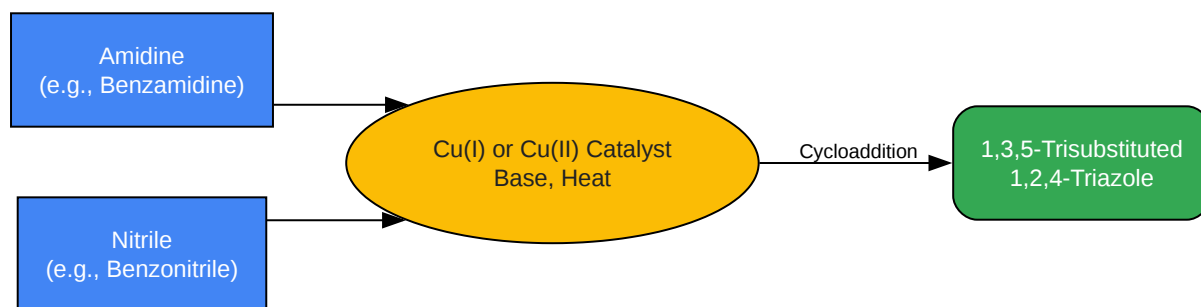 Amidine
(e.g., Benzamidine)
Nitrile
(e.g., Benzonitrile)
Cu(I) or Cu(II) Catalyst
Base, Heat
Cycloaddition
1,3,5-Trisubstituted
1,2,4-Triazole